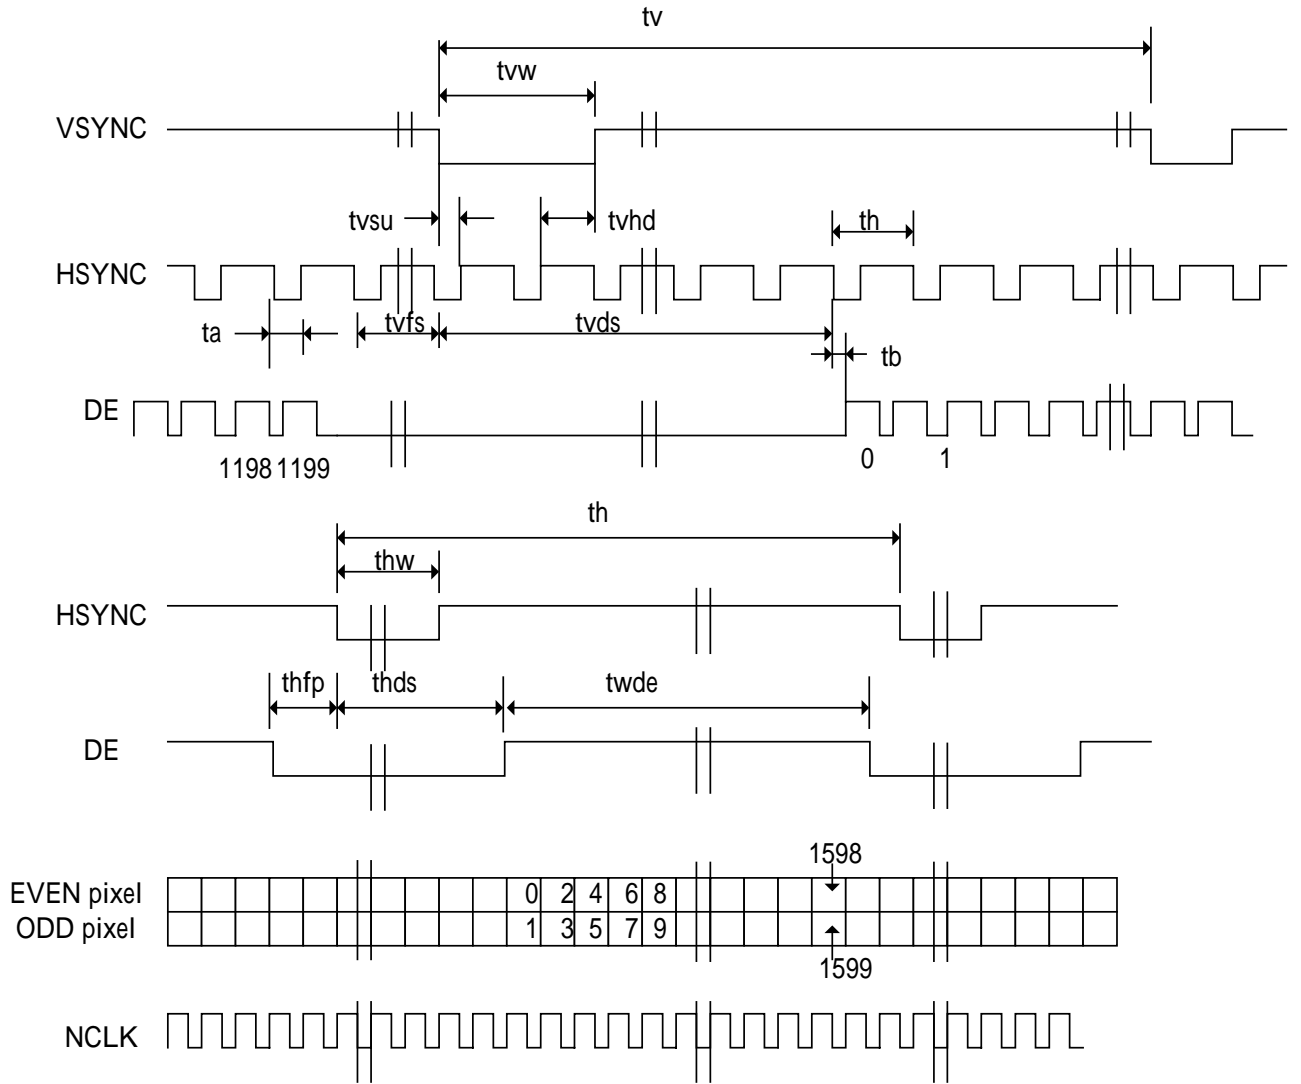 tv
tvw
VSYNC
tvsu
tvhd
th
HSYNC
ta
tvfs
tvds
tb
DE
1198 1199
0 1
th
thw
HSYNC
thfp thds twde
DE
1598
EVEN pixel 0 2 4 6 8
ODD pixel 1 3 5 7 9
1599
NCLK